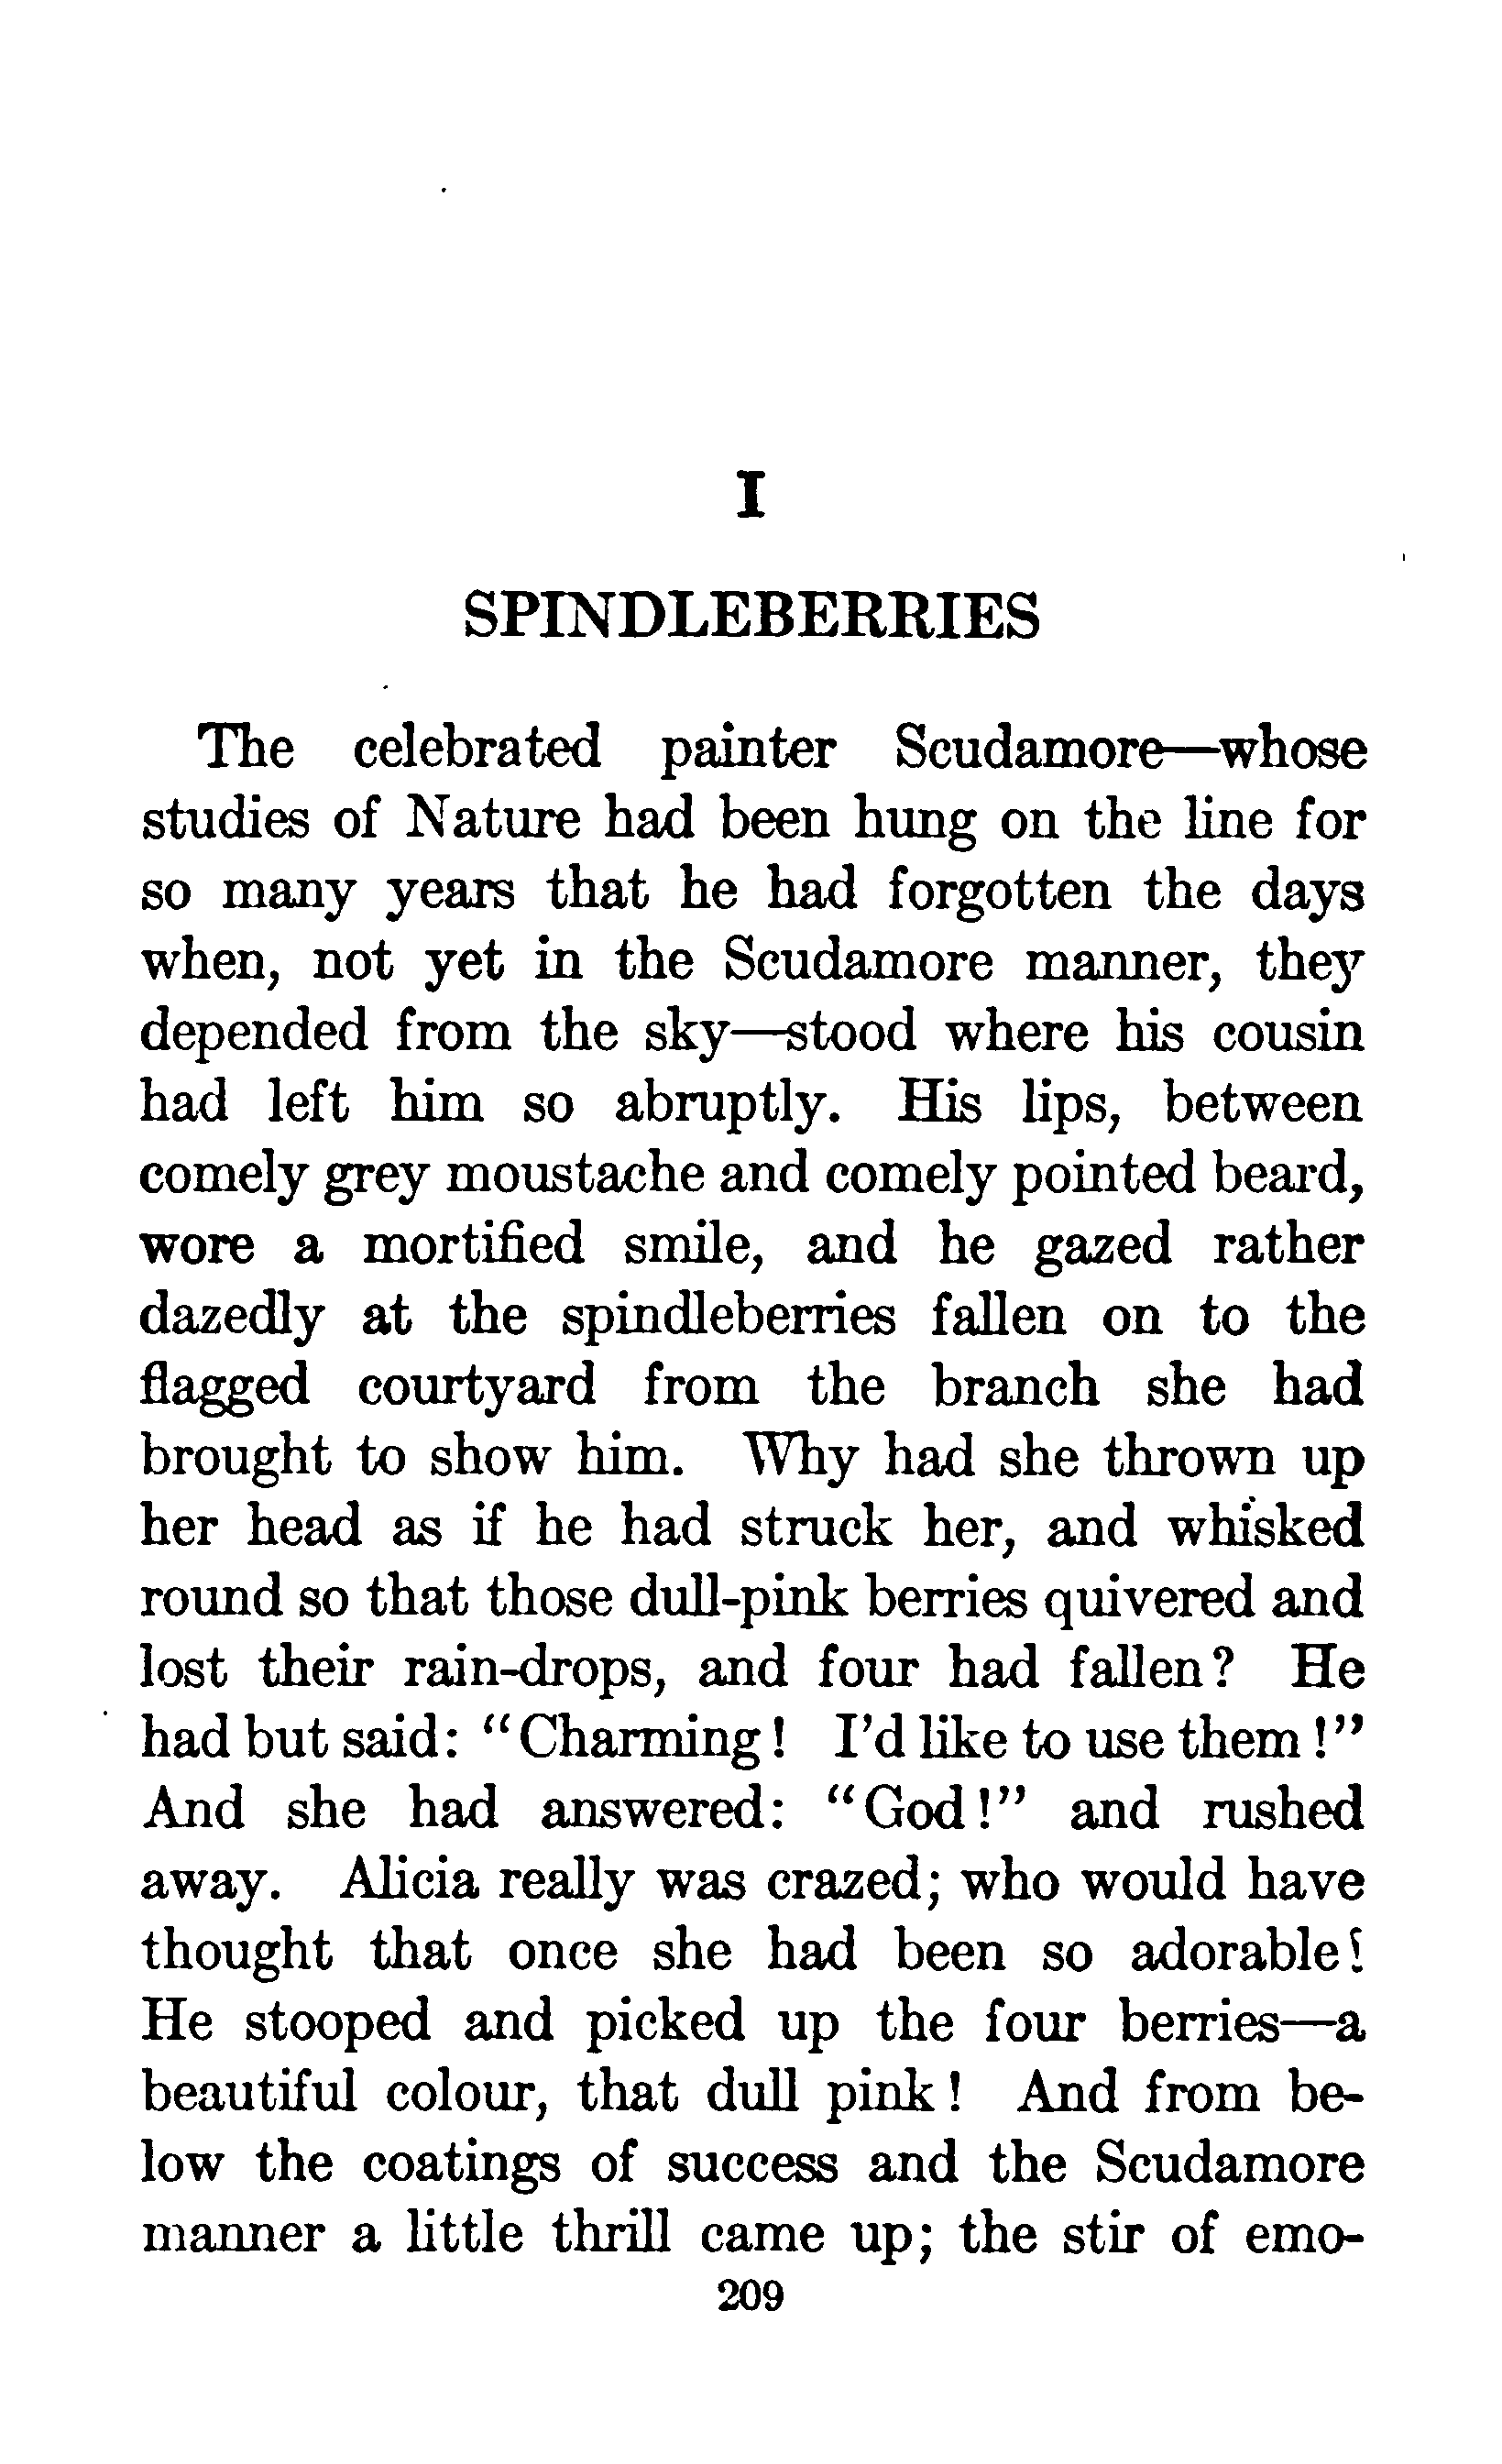 I
SPINDLEBERRIES
The celebrated painter Scudamore—whose
studies of Nature had been hung on the line for
so many years that he had forgotten the days
when, not yet in the Scudamore manner, they
depended from the sky—stood where his cousin
had left him so abruptly. His lips, between
comely grey moustache and comely pointed beard,
wore a mortified smile, and he gazed rather
dazedly at the spindleberries fallen on to the
flagged courtyard from the branch she had
brought to show him. Why had she thrown up
her head as if he had struck her, and whisked
round so that those dull-pink berries quivered and
lost their rain-drops, and four had fallen? He
had but said: “Charming! I’d like to use them!”
And she had answered: “God!” and rushed
away. Alicia really was crazed; who would have
thought that once she had been so adorable!
He stooped and picked up the four berries—a
beautiful colour, that dull pink! And from be-
low the coatings of success and the Scudamore
manner a little thrill came up; the stir of emo-
209